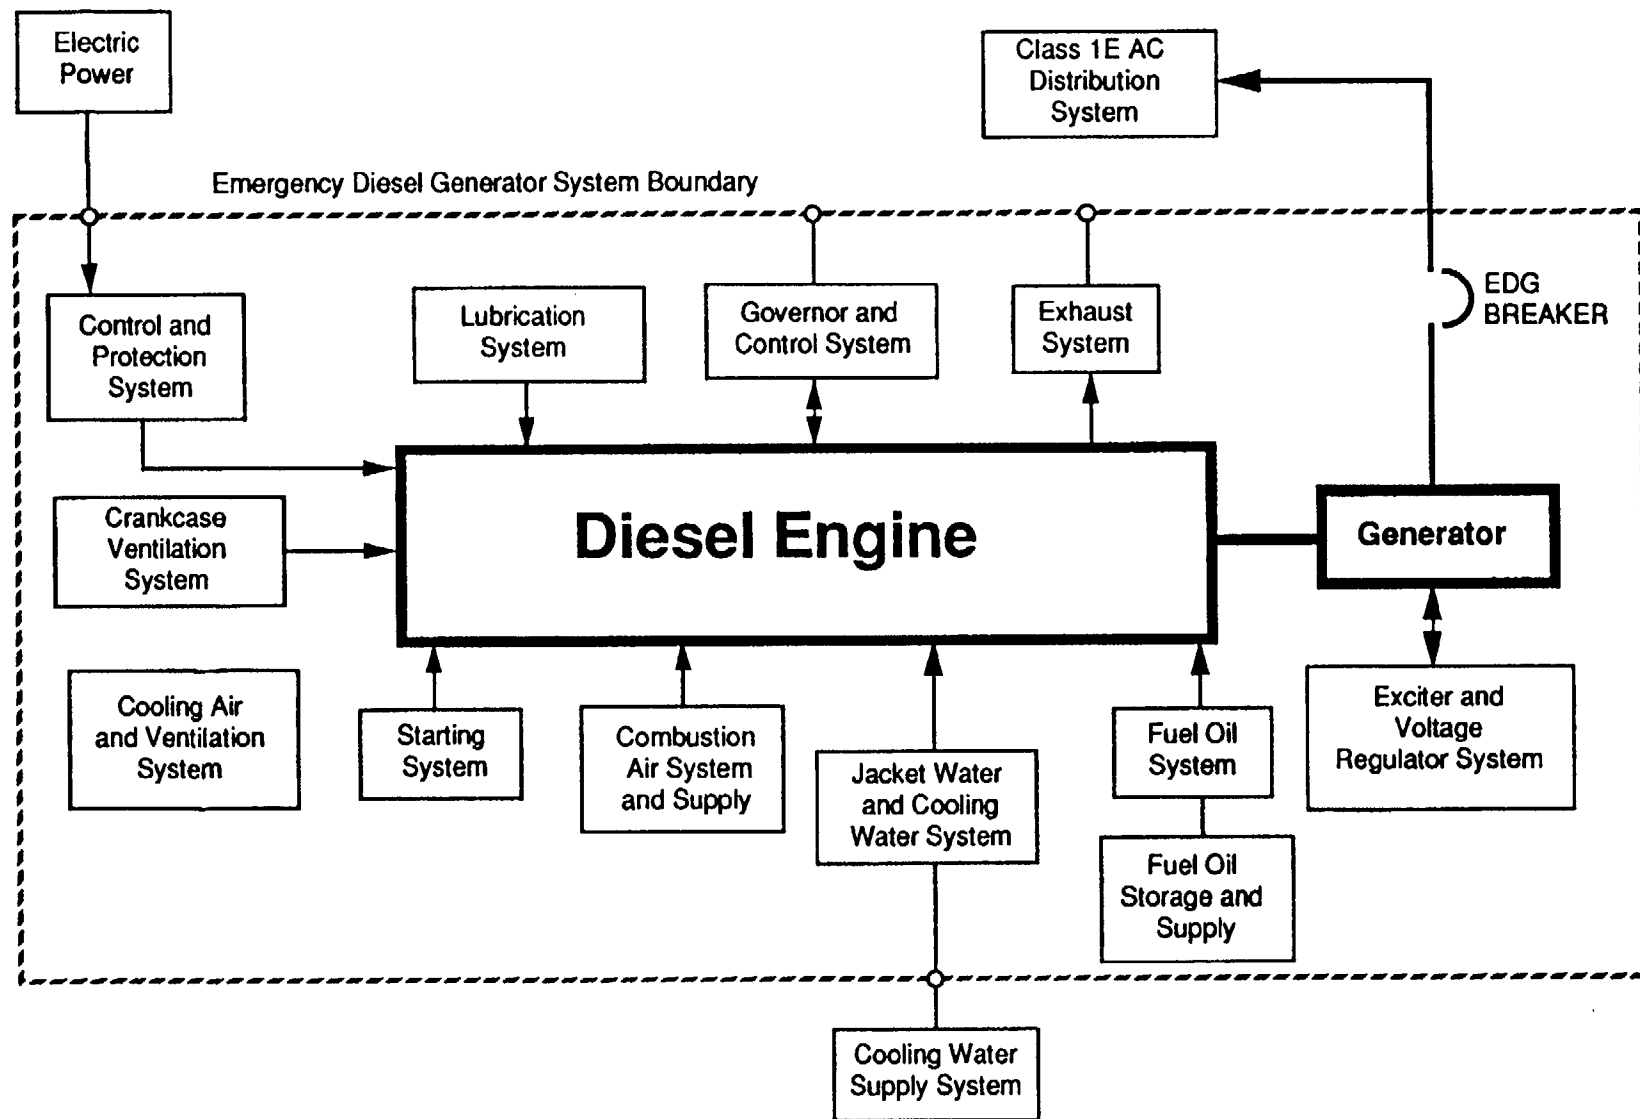 Electric
Power
Class 1E AC
Distribution
System
Emergency Diesel Generator System Boundary
Control and
Protection
System
Lubrication
System
Governor and
Control System
Exhaust
System
EDG
BREAKER
Crankcase
Ventilation
System
Diesel Engine
Generator
Cooling Air
and Ventilation
System
Starting
System
Combustion
Air System
and Supply
Jacket Water
and Cooling
Water System
Fuel Oil
System
Exciter and
Voltage
Regulator System
Fuel Oil
Storage and
Supply
Cooling Water
Supply System